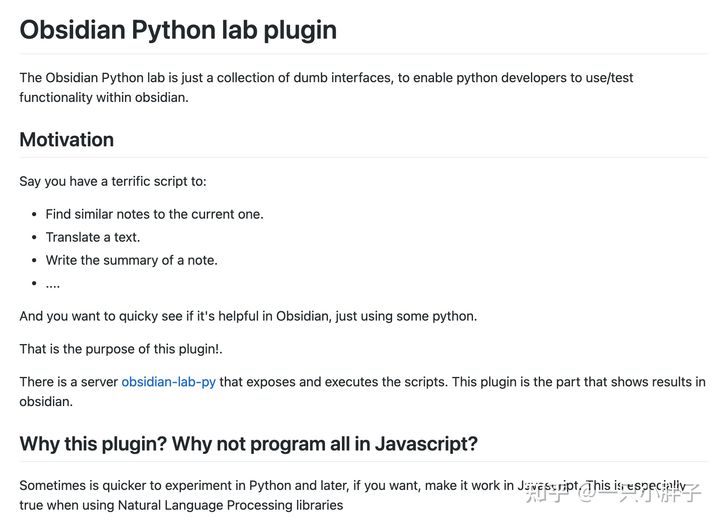 Obsidian Python lab plugin
The Obsidian Python lab is just a collection of dumb interfaces, to enable python developers to use/test
functionality within obsidian.
Motivation
Say you have a terrific script to:
• Find similar notes to the current one.
• Translate a text.
• Write the summary of a note.
• ....
And you want to quicky see if it's helpful in Obsidian, just using some python.
That is the purpose of this plugin!.
There is a server obsidian-lab-py that exposes and executes the scripts. This plugin is the part that shows results in
obsidian.
Why this plugin? Why not program all in Javascript?
Sometimes is quicker to experiment in Python and later, if you want, make it work in Javascript. This is especially
true when using Natural Language Processing libraries
知乎 @一只小胖子